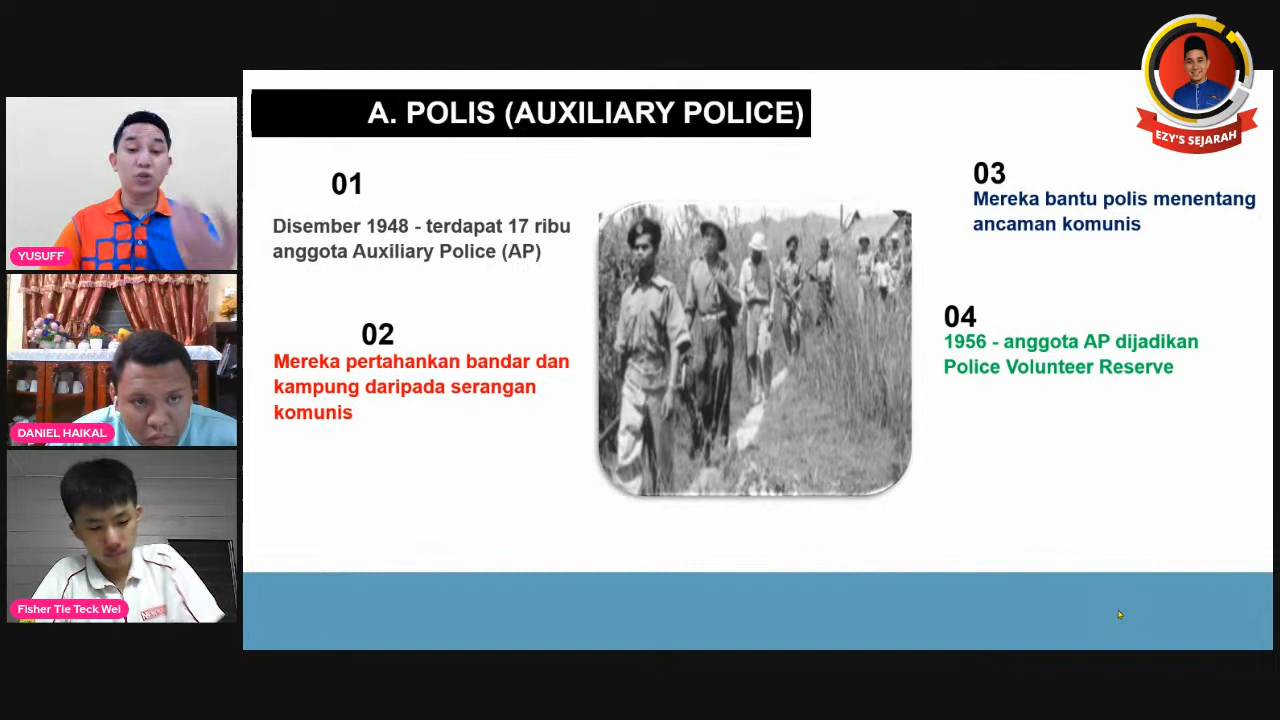 A. POLIS (AUXILIARY POLICE)
EZY'S SEJARAH
01
Disember 1948 - terdapat 17 ribu
anggota Auxiliary Police (AP)
02
Mereka pertahankan bandar dan
kampung daripada serangan
komunis
03
Mereka bantu polis menentang
ancaman komunis
04
1956 - anggota AP dijadikan
Police Volunteer Reserve
YUSUFF
DANIEL HAIKAL
Fisher Tie Teck Wei